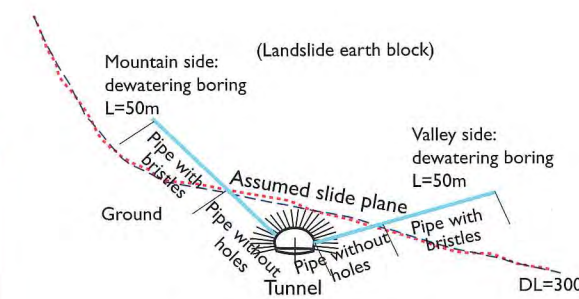 Mountain side:
dewatering boring
L=50m
(Landslide earth block)
Valley side:
dewatering boring
L=50m
Pipe with
bristles
Assumed slide plane
Ground
Pipe without
holes
Pipe without
holes
Pipe with
bristles
Tunnel
DL=300